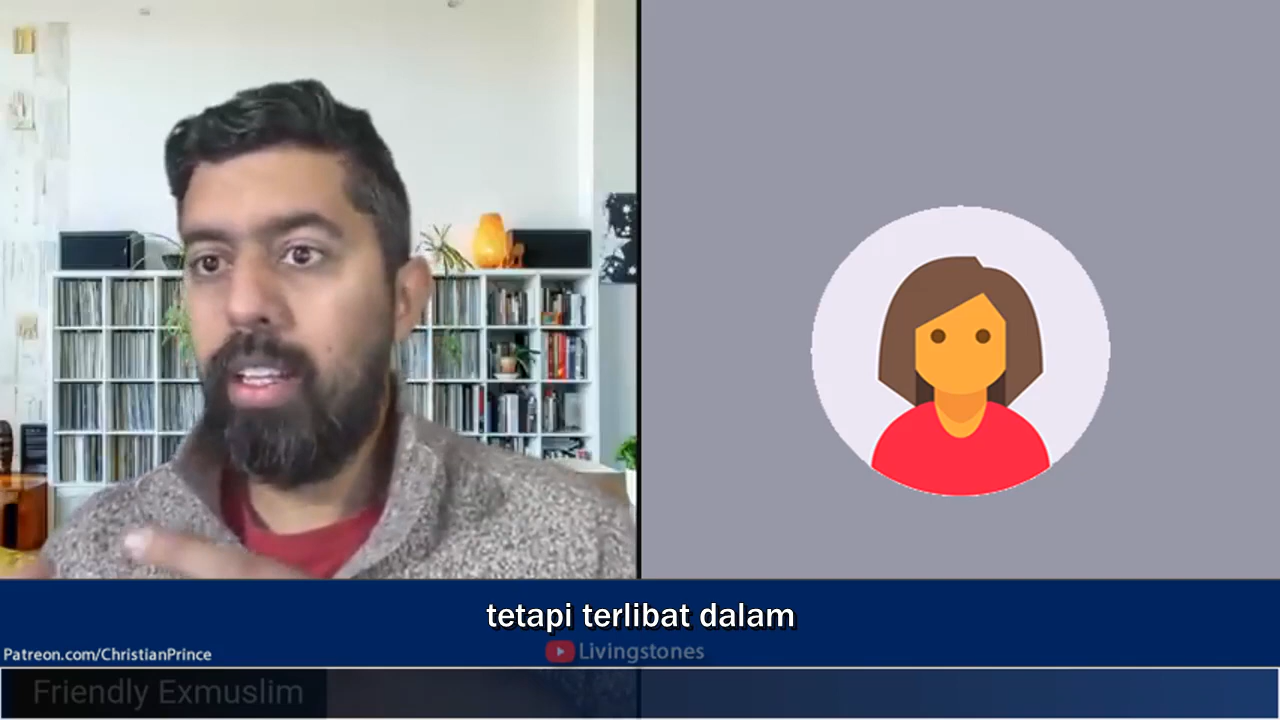 tetapi terlibat dalam
Patreon.com/ChristianPrince
Livingstones
Friendly Exmuslim